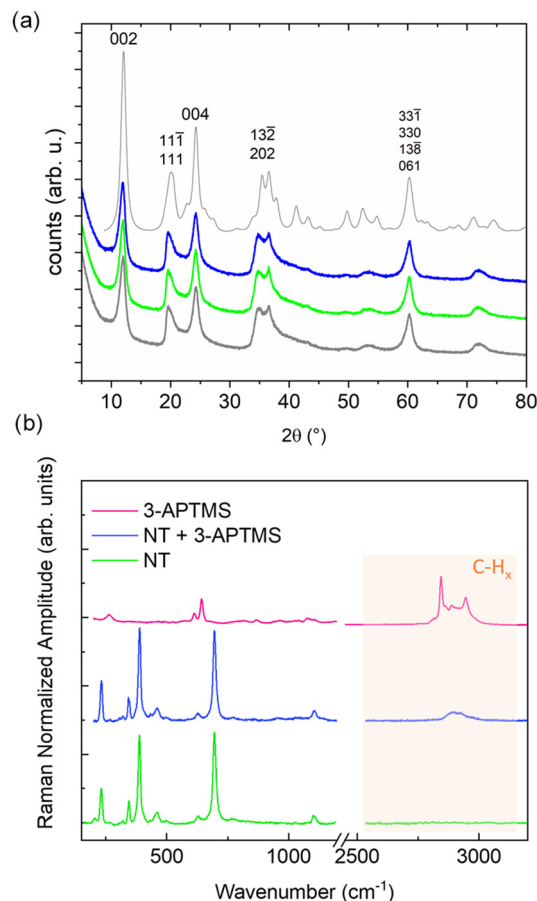 (a)
002
111̅
111
004
132̅
202
331̅
330
138̅
061
counts (arb. u.)
10 20 30 40 50 60 70 80
2θ (°)
(b)
3-APTMS
NT + 3-APTMS
NT
C-Hₓ
Raman Normalized Amplitude (arb. units)
500 1000 2500 3000
Wavenumber (cm⁻¹)